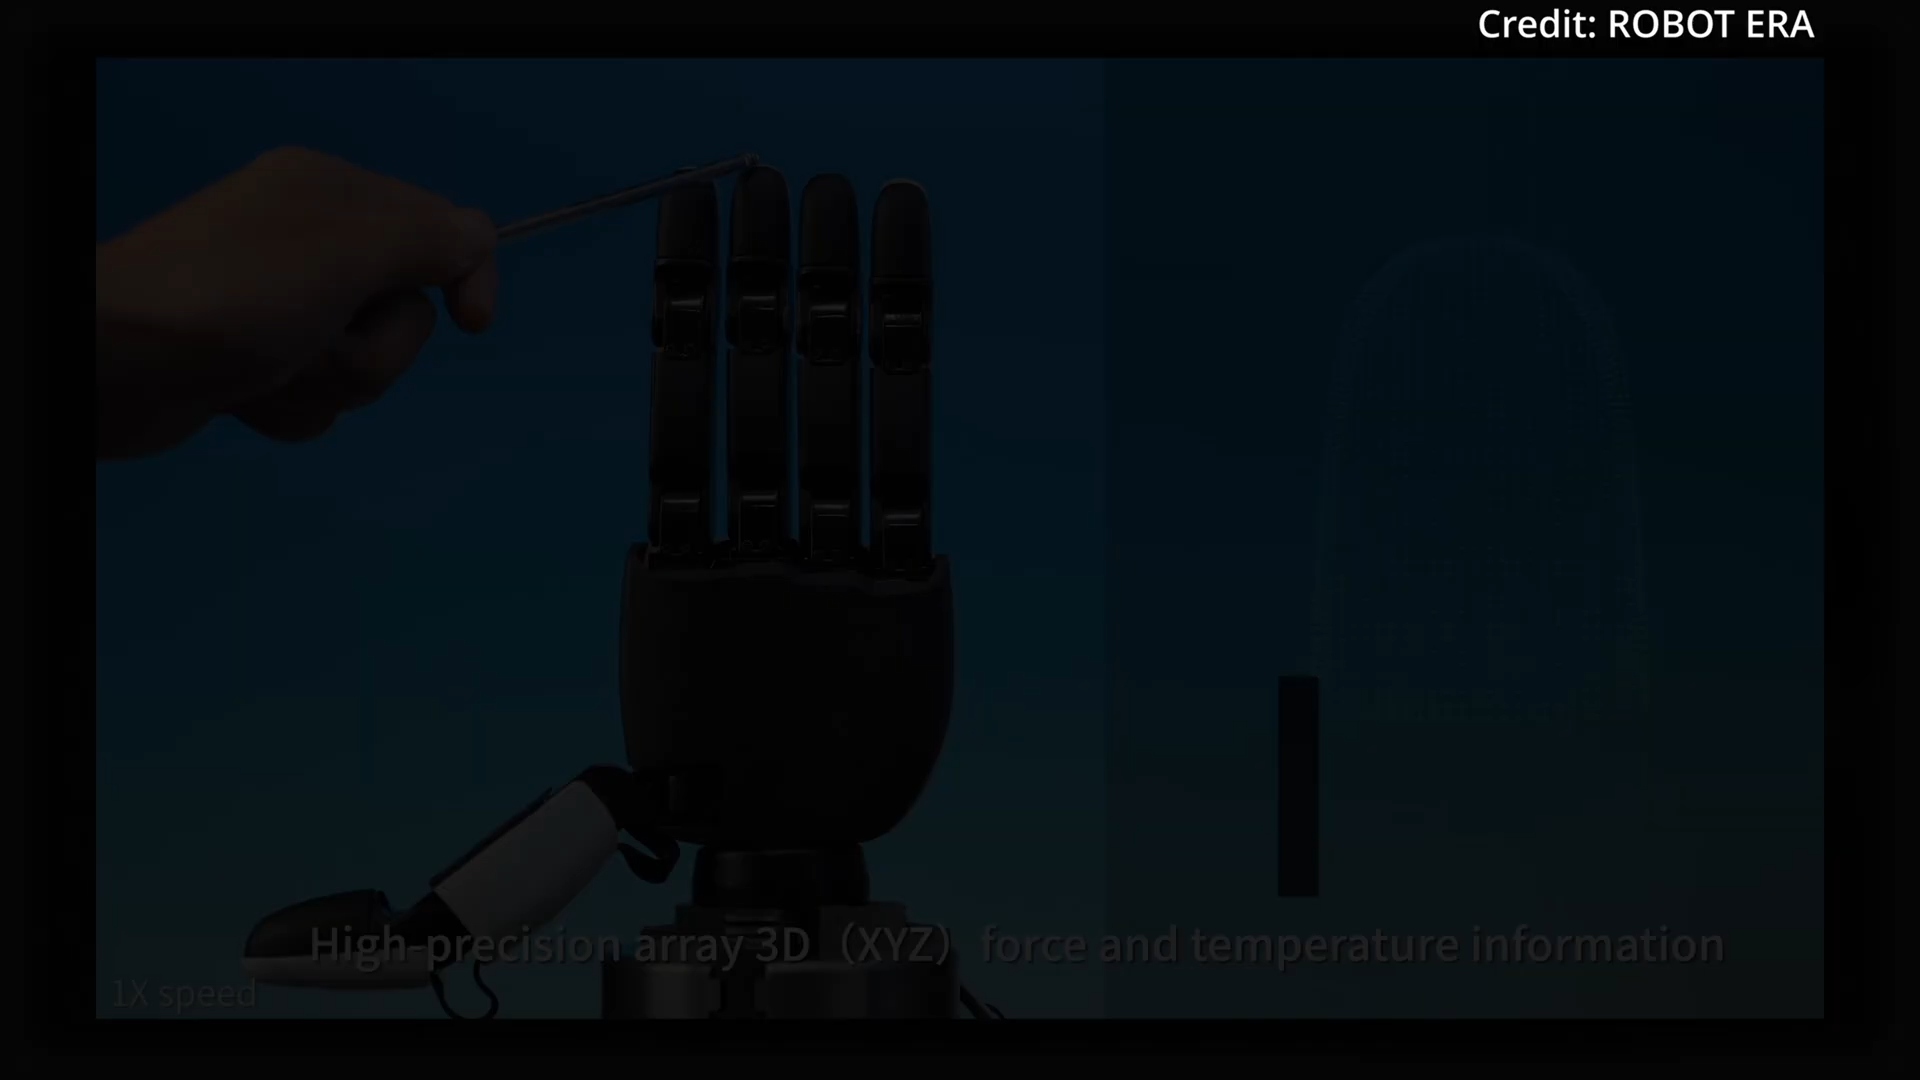 Credit: ROBOT ERA
High-precision array 3D（XYZ）force and temperature information
1X speed